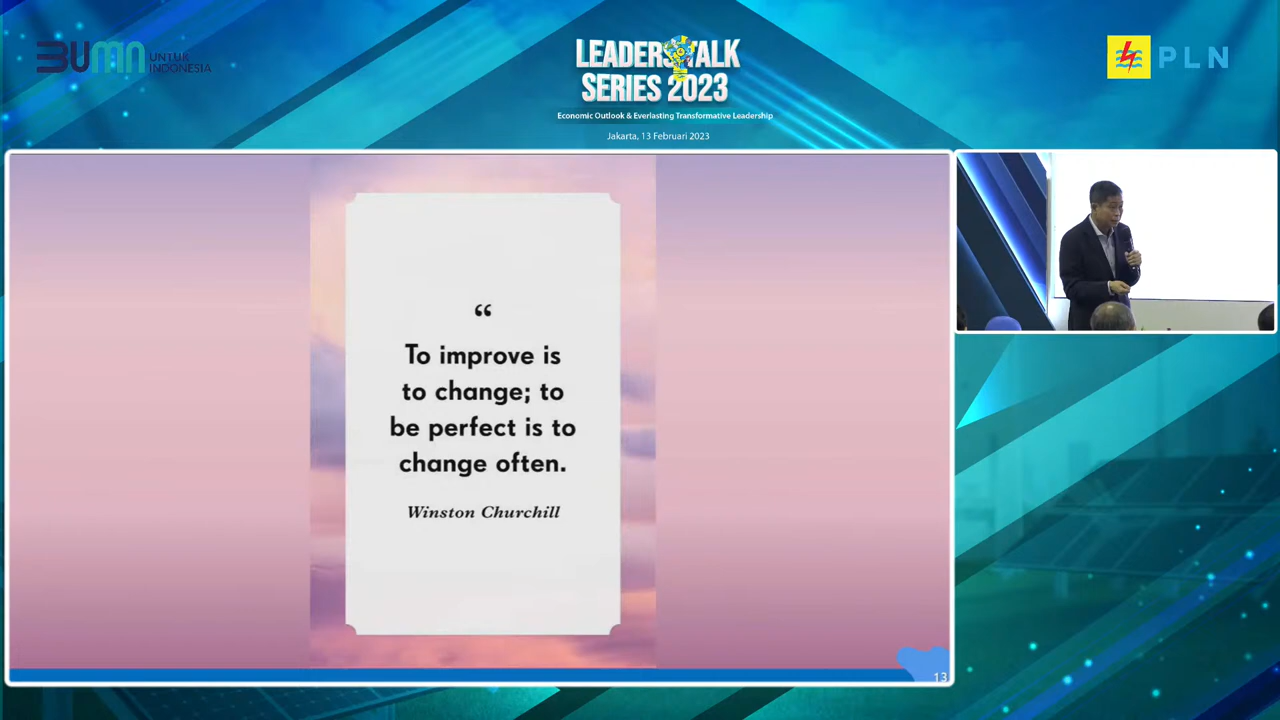 BUMN UNTUK
INDONESIA
LEADERS TALK
SERIES 2023
Economic Outlook & Everlasting Transformative Leadership
Jakarta, 13 Februari 2023
PLN
“
To improve is
to change; to
be perfect is to
change often.
Winston Churchill
13